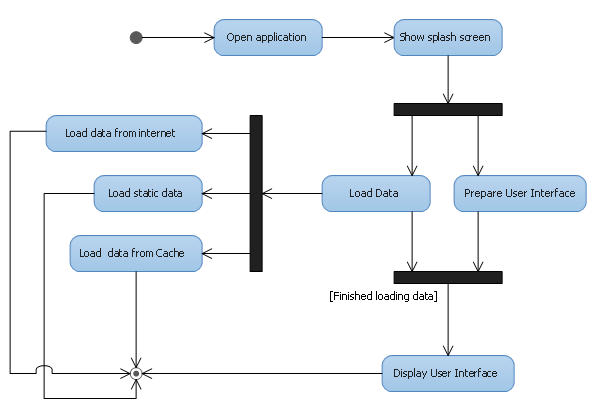 Open application
Show splash screen
Load data from internet
Load static data
Load Data
Prepare User Interface
Load  data from Cache
[Finished loading data]
Display User Interface